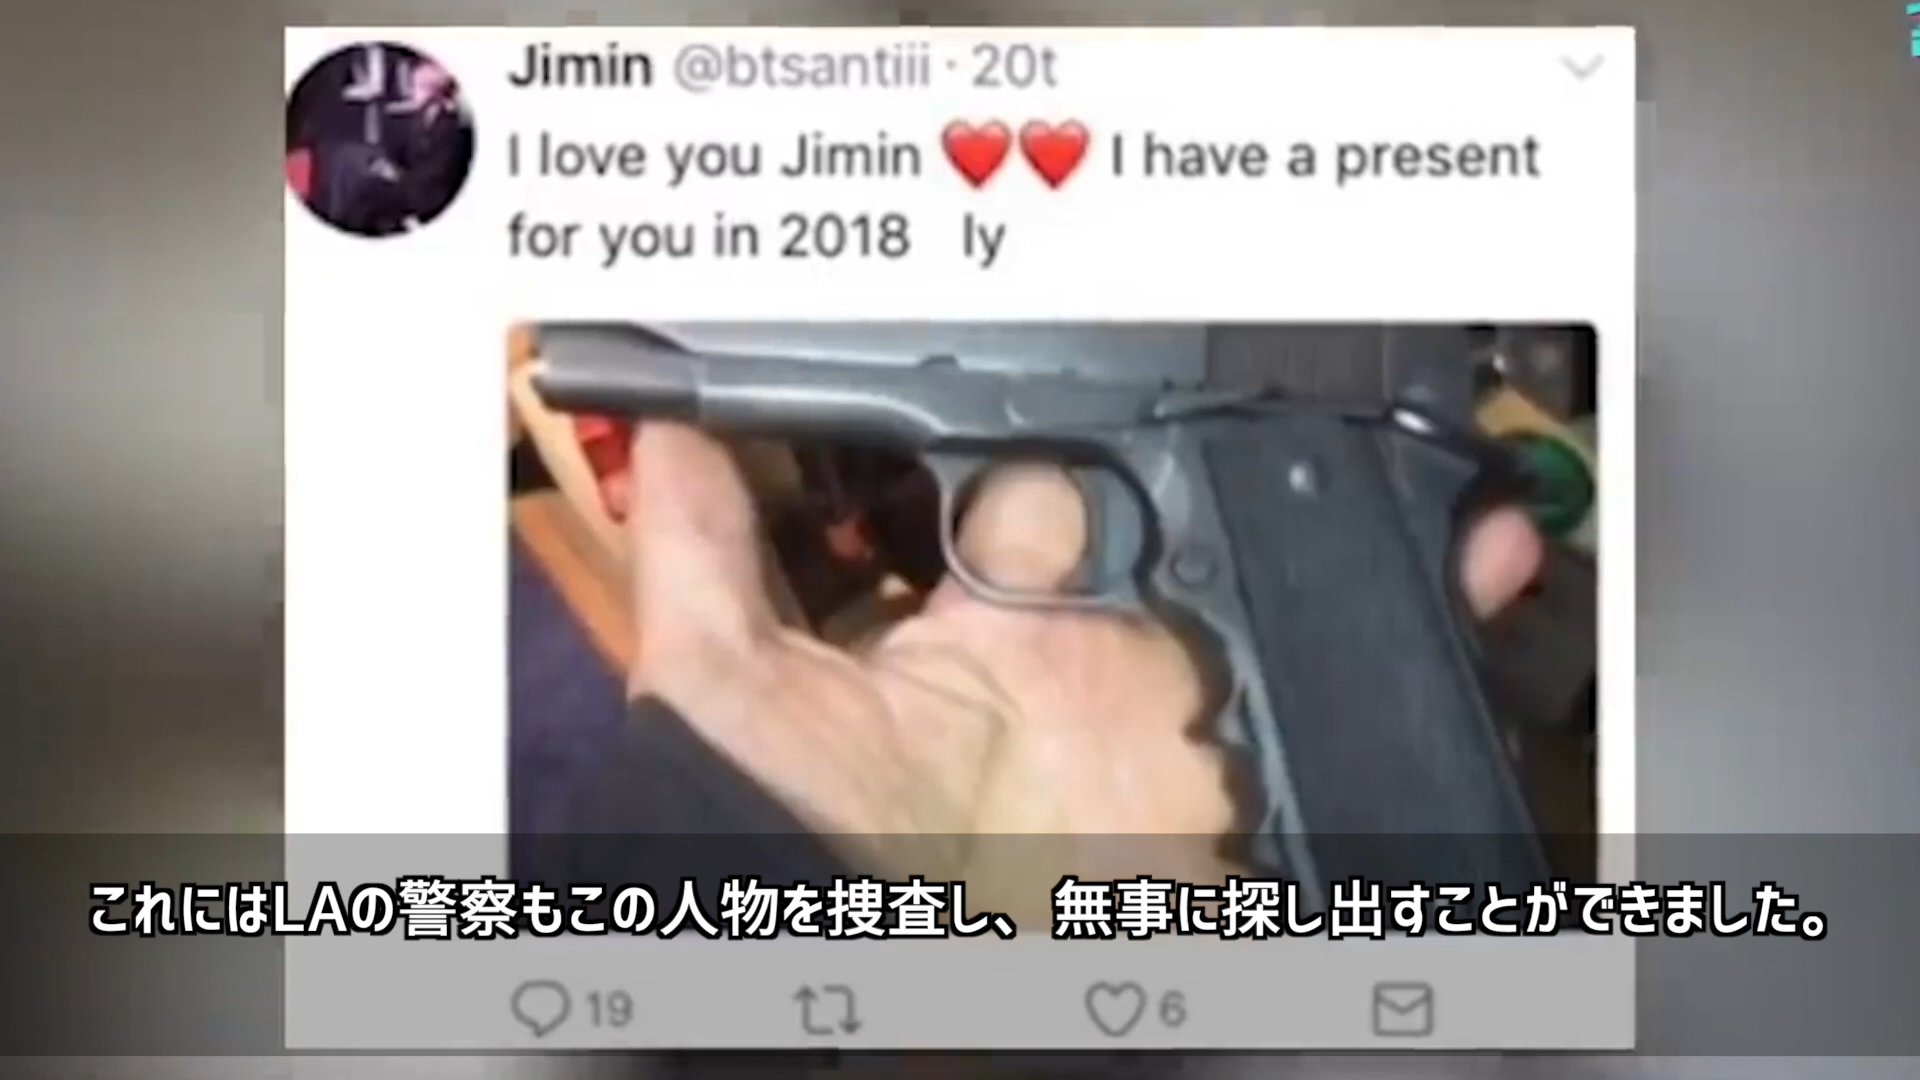 Jimin @btsantiii · 20t
I love you Jimin ❤️❤️ I have a present
for you in 2018 ly
これにはLAの警察もこの人物を捜査し、無事に探し出すことができました。
19 6